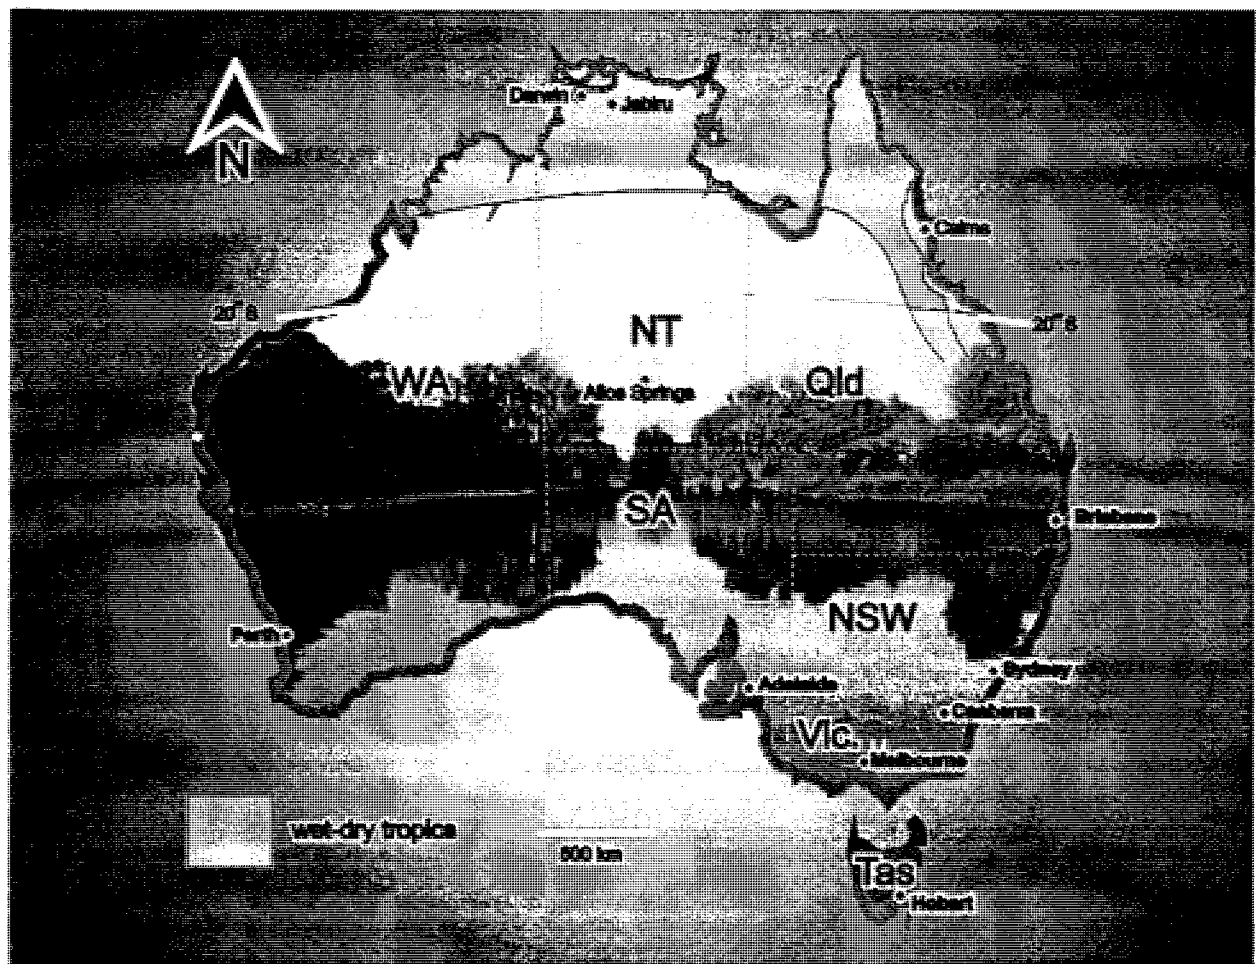 Darwin
Jabiru
N
Cairns
20° S
20° S
NT
WA
Alice Springs
Qld
SA
Brisbane
NSW
Perth
Sydney
Adelaide
Canberra
Vic.
Melbourne
wet-dry tropics
500 km
Tas
Hobart